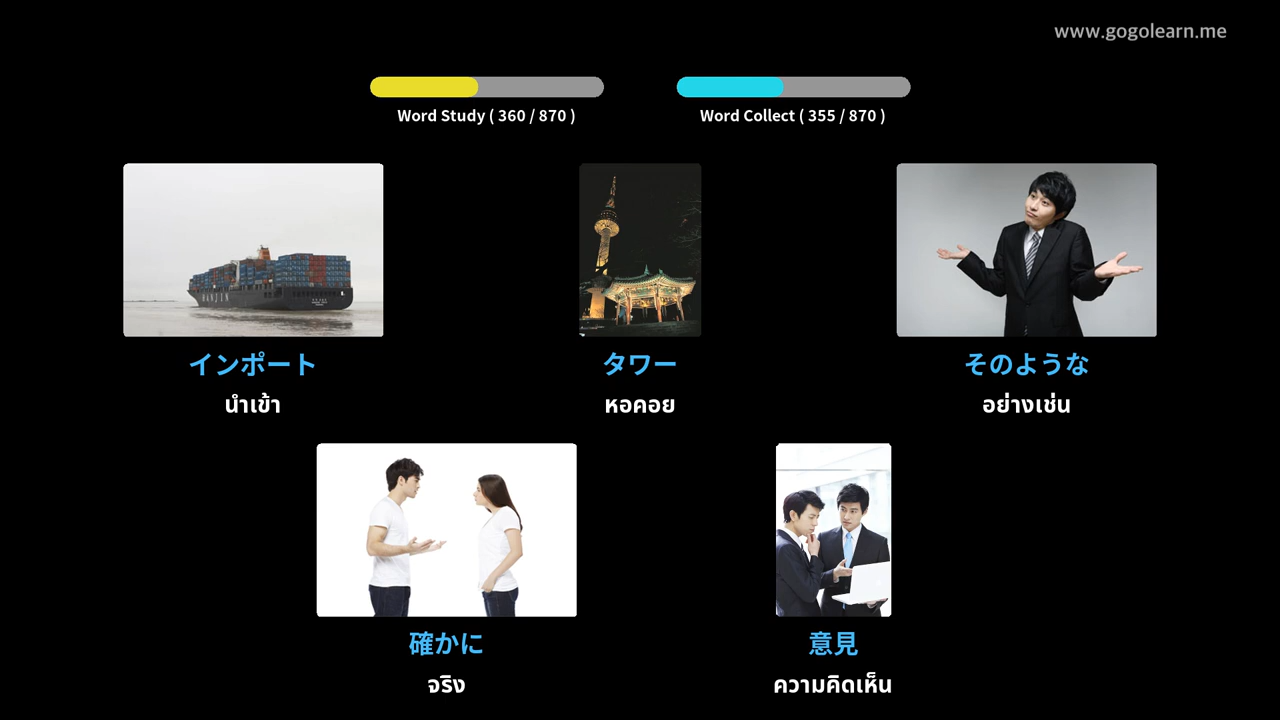 www.gogolearn.me
Word Study ( 360 / 870 )
Word Collect ( 355 / 870 )
インポート
นำเข้า
タワー
หอคอย
そのような
อย่างเช่น
確かに
จริง
意見
ความคิดเห็น